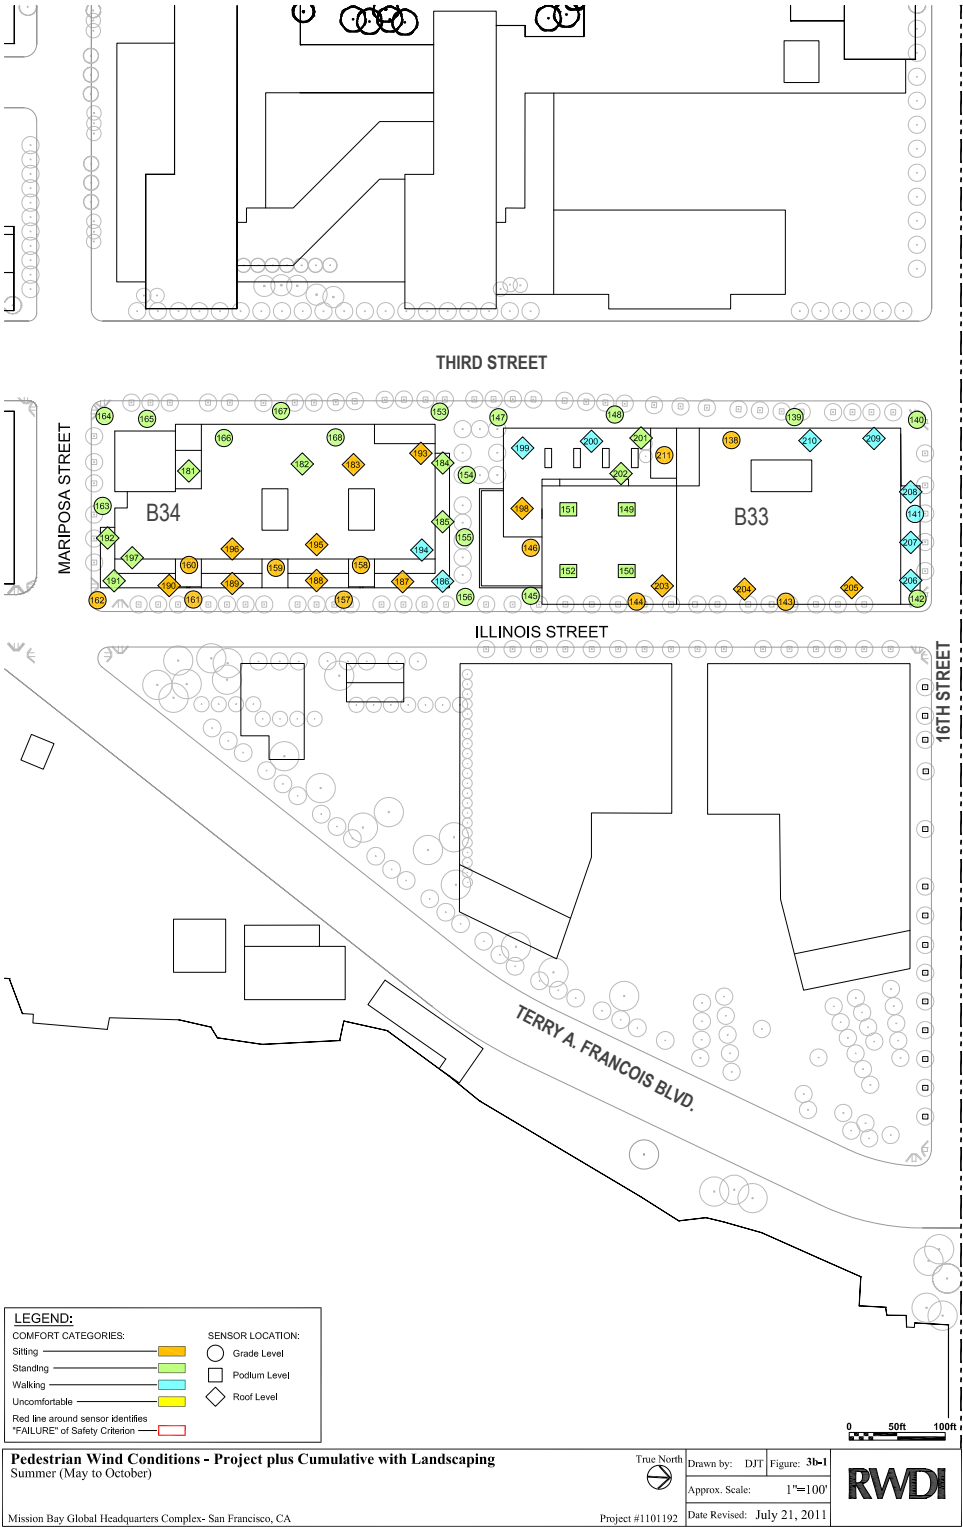 THIRD STREET
164
165
167
153
147
148
139
140
166
168
193
199
200
201
138
210
209
211
181
182
183
184
154
202
208
MARIPOSA STREET
163
B34
185
198
151
149
B33
141
192
155
207
197
196
195
194
146
160
159
158
152
150
191
190
189
188
187
186
203
204
205
206
162
161
157
156
145
144
143
142
ILLINOIS STREET
16TH STREET
TERRY A. FRANCOIS BLVD.
LEGEND:
COMFORT CATEGORIES:
Sitting
Standing
Walking
Uncomfortable
Red line around sensor identifies
"FAILURE" of Safety Criterion
SENSOR LOCATION:
Grade Level
Podium Level
Roof Level
0 50ft 100ft
Pedestrian Wind Conditions - Project plus Cumulative with Landscaping
Summer (May to October)
Mission Bay Global Headquarters Complex- San Francisco, CA
True North
Project #1101192
Drawn by: DJT Figure: 3b-1
Approx. Scale: 1"=100'
Date Revised: July 21, 2011
RWDI